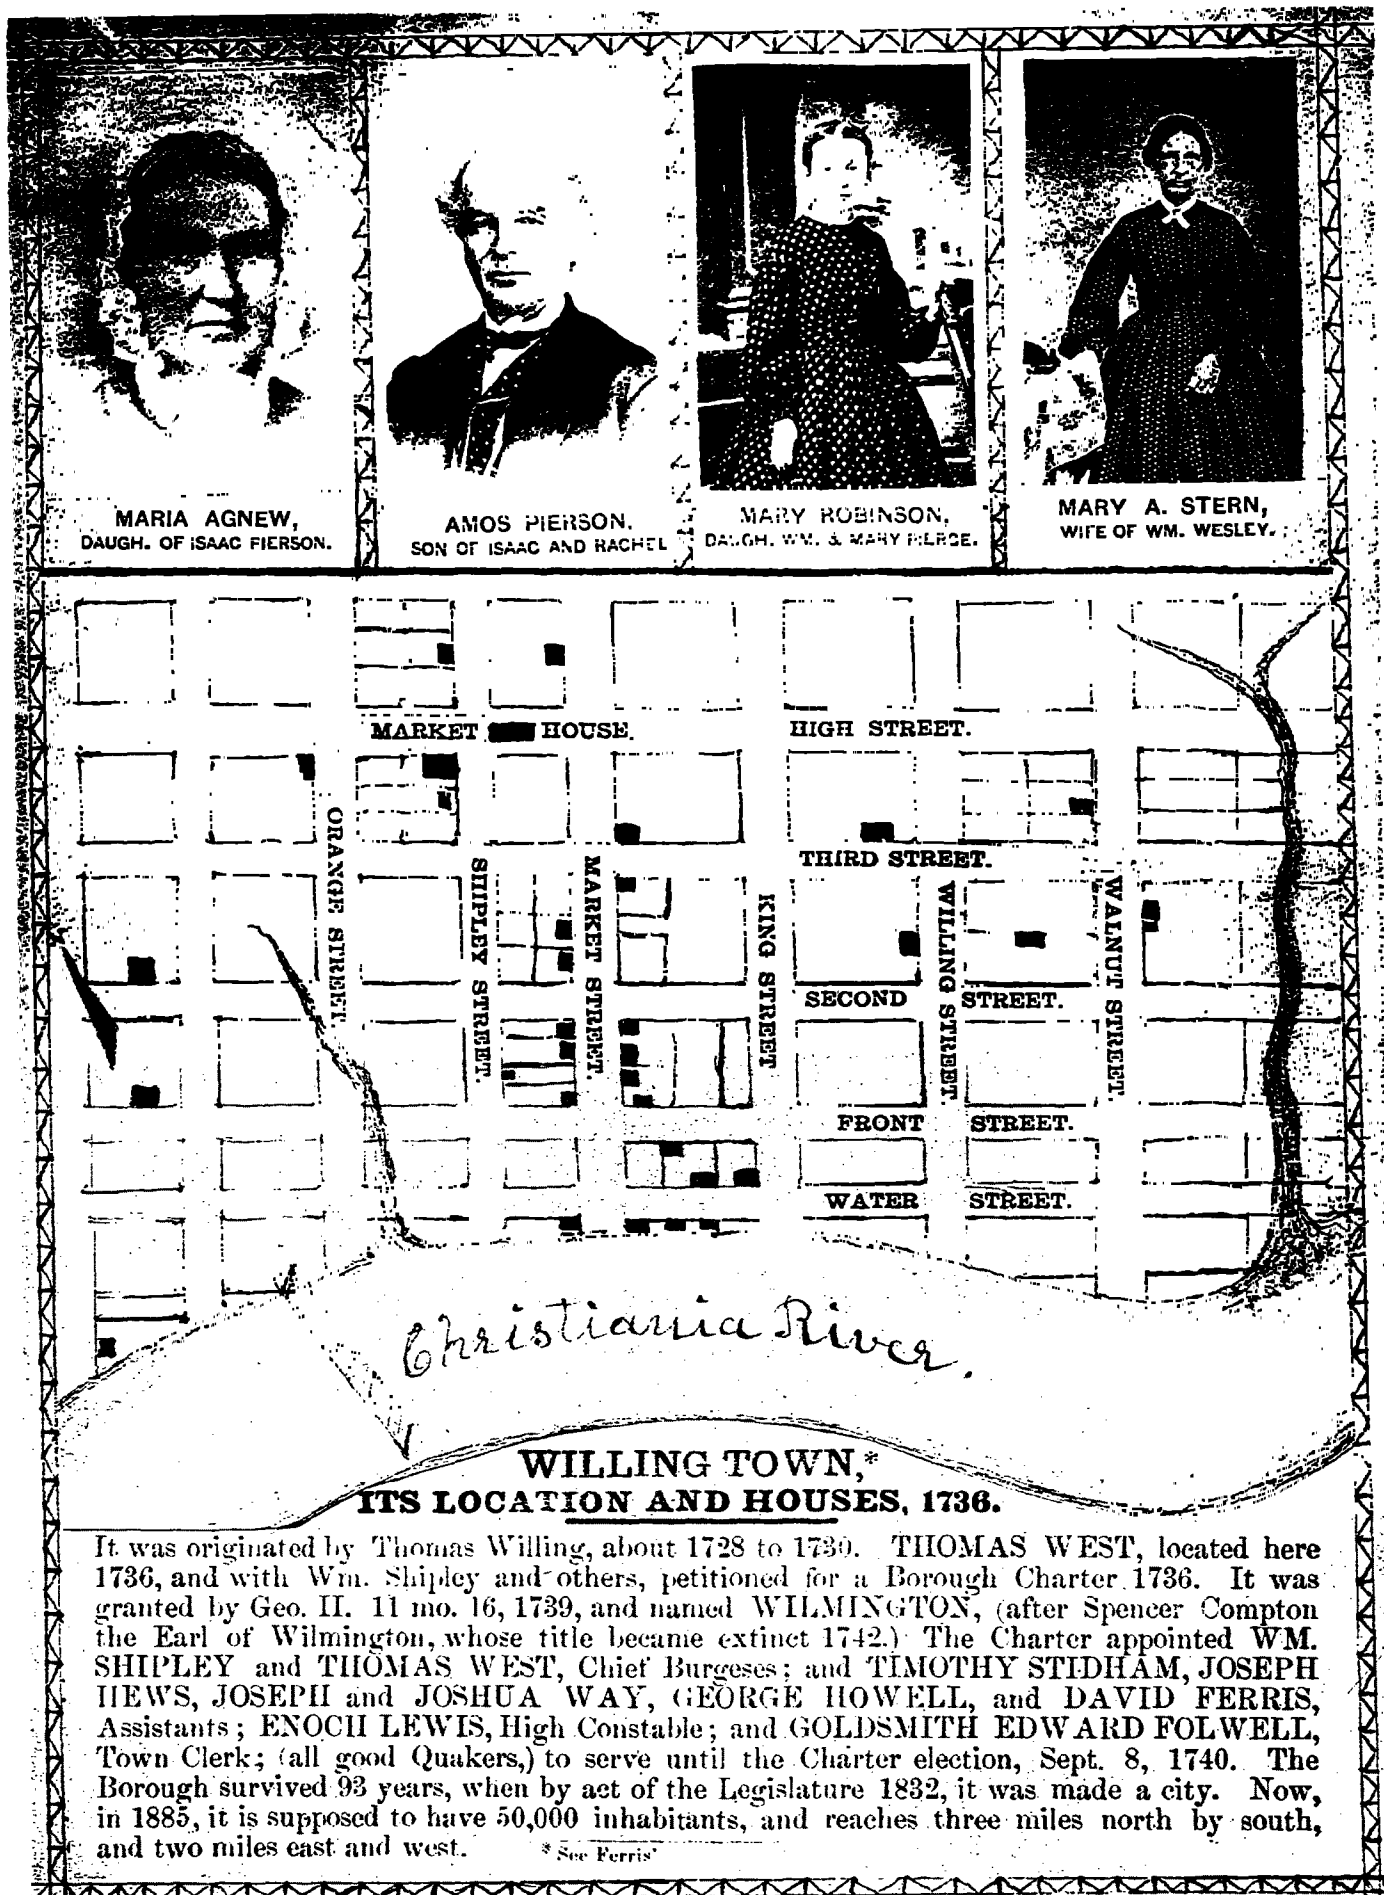 MARIA AGNEW,
DAUGH. OF ISAAC PIERSON.
AMOS PIERSON,
SON OF ISAAC AND RACHEL
MARY ROBINSON,
DAUGH. WM. & MARY PIERCE.
MARY A. STERN,
WIFE OF WM. WESLEY.
MARKET HOUSE.
HIGH STREET.
ORANGE STREET.
SHIPLEY STREET.
MARKET STREET.
THIRD STREET.
KING STREET
WILLING STREET
WALNUT STREET.
SECOND STREET.
FRONT STREET.
WATER STREET.
Christiania River.
WILLING TOWN,*
ITS LOCATION AND HOUSES, 1736.
It was originated by Thomas Willing, about 1728 to 1730. THOMAS WEST, located here
1736, and with Wm. Shipley and others, petitioned for a Borough Charter 1736. It was
granted by Geo. II. 11 mo. 16, 1739, and named WILMINGTON, (after Spencer Compton
the Earl of Wilmington, whose title became extinct 1742.) The Charter appointed WM.
SHIPLEY and THOMAS WEST, Chief Burgeses; and TIMOTHY STIDHAM, JOSEPH
HEWS, JOSEPH and JOSHUA WAY, GEORGE HOWELL, and DAVID FERRIS,
Assistants; ENOCH LEWIS, High Constable; and GOLDSMITH EDWARD FOLWELL,
Town Clerk; (all good Quakers,) to serve until the Charter election, Sept. 8, 1740. The
Borough survived 93 years, when by act of the Legislature 1832, it was made a city. Now,
in 1885, it is supposed to have 50,000 inhabitants, and reaches three miles north by south,
and two miles east and west. * See Ferris'